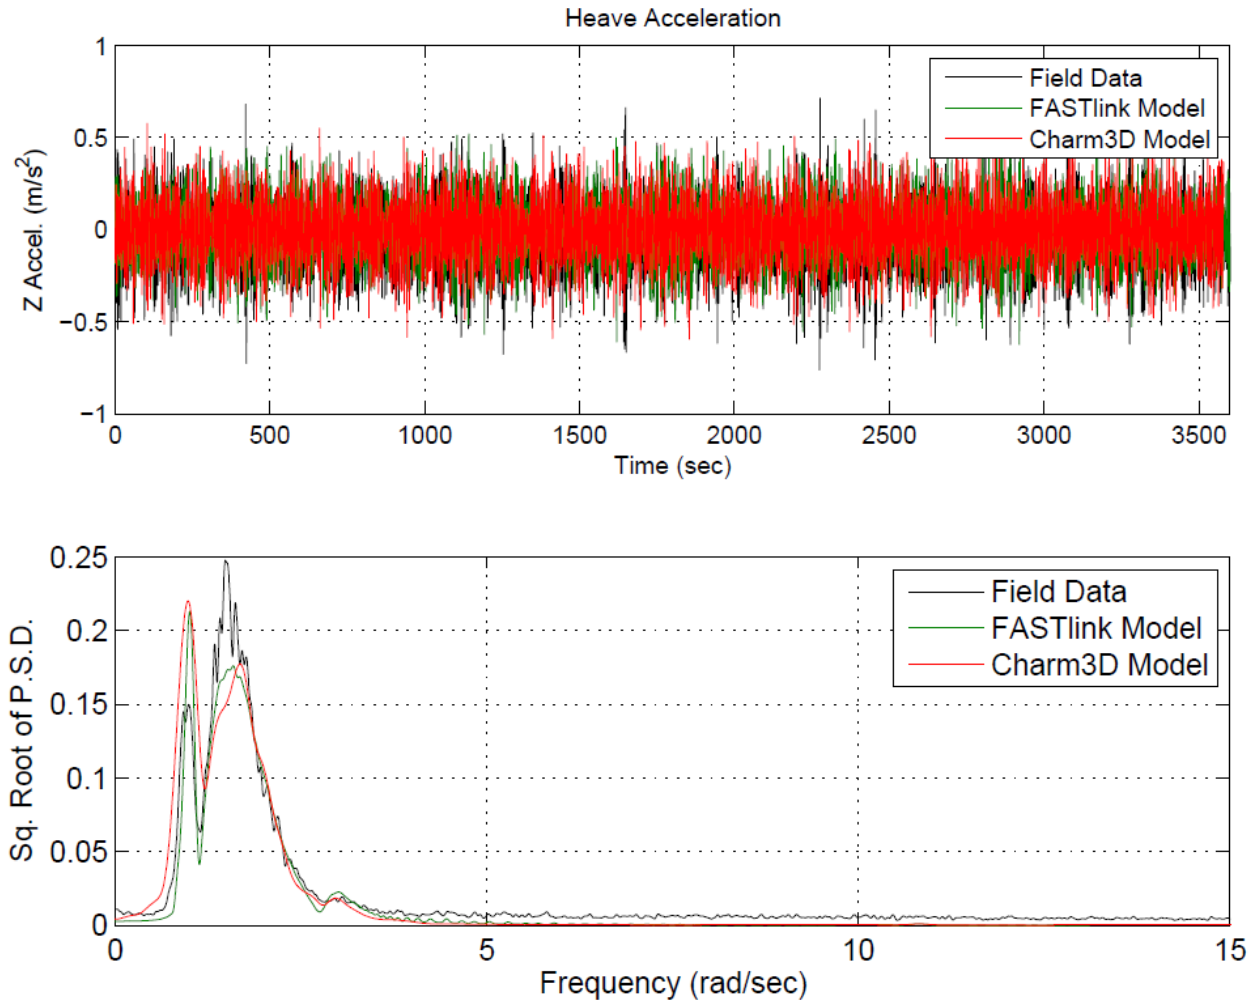 Heave Acceleration
1
0.5
0
−0.5
−1
Z Accel. (m/s²)
Field Data
FASTlink Model
Charm3D Model
0 500 1000 1500 2000 2500 3000 3500
Time (sec)
0.25
0.2
0.15
0.1
0.05
0
Sq. Root of P.S.D.
Field Data
FASTlink Model
Charm3D Model
0 5 10 15
Frequency (rad/sec)